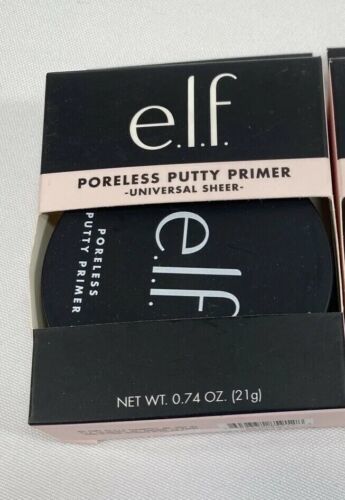 e.l.f.
PORELESS PUTTY PRIMER
-UNIVERSAL SHEER-
e.l.f.
PORELESS
PUTTY PRIMER
NET WT. 0.74 OZ. (21g)